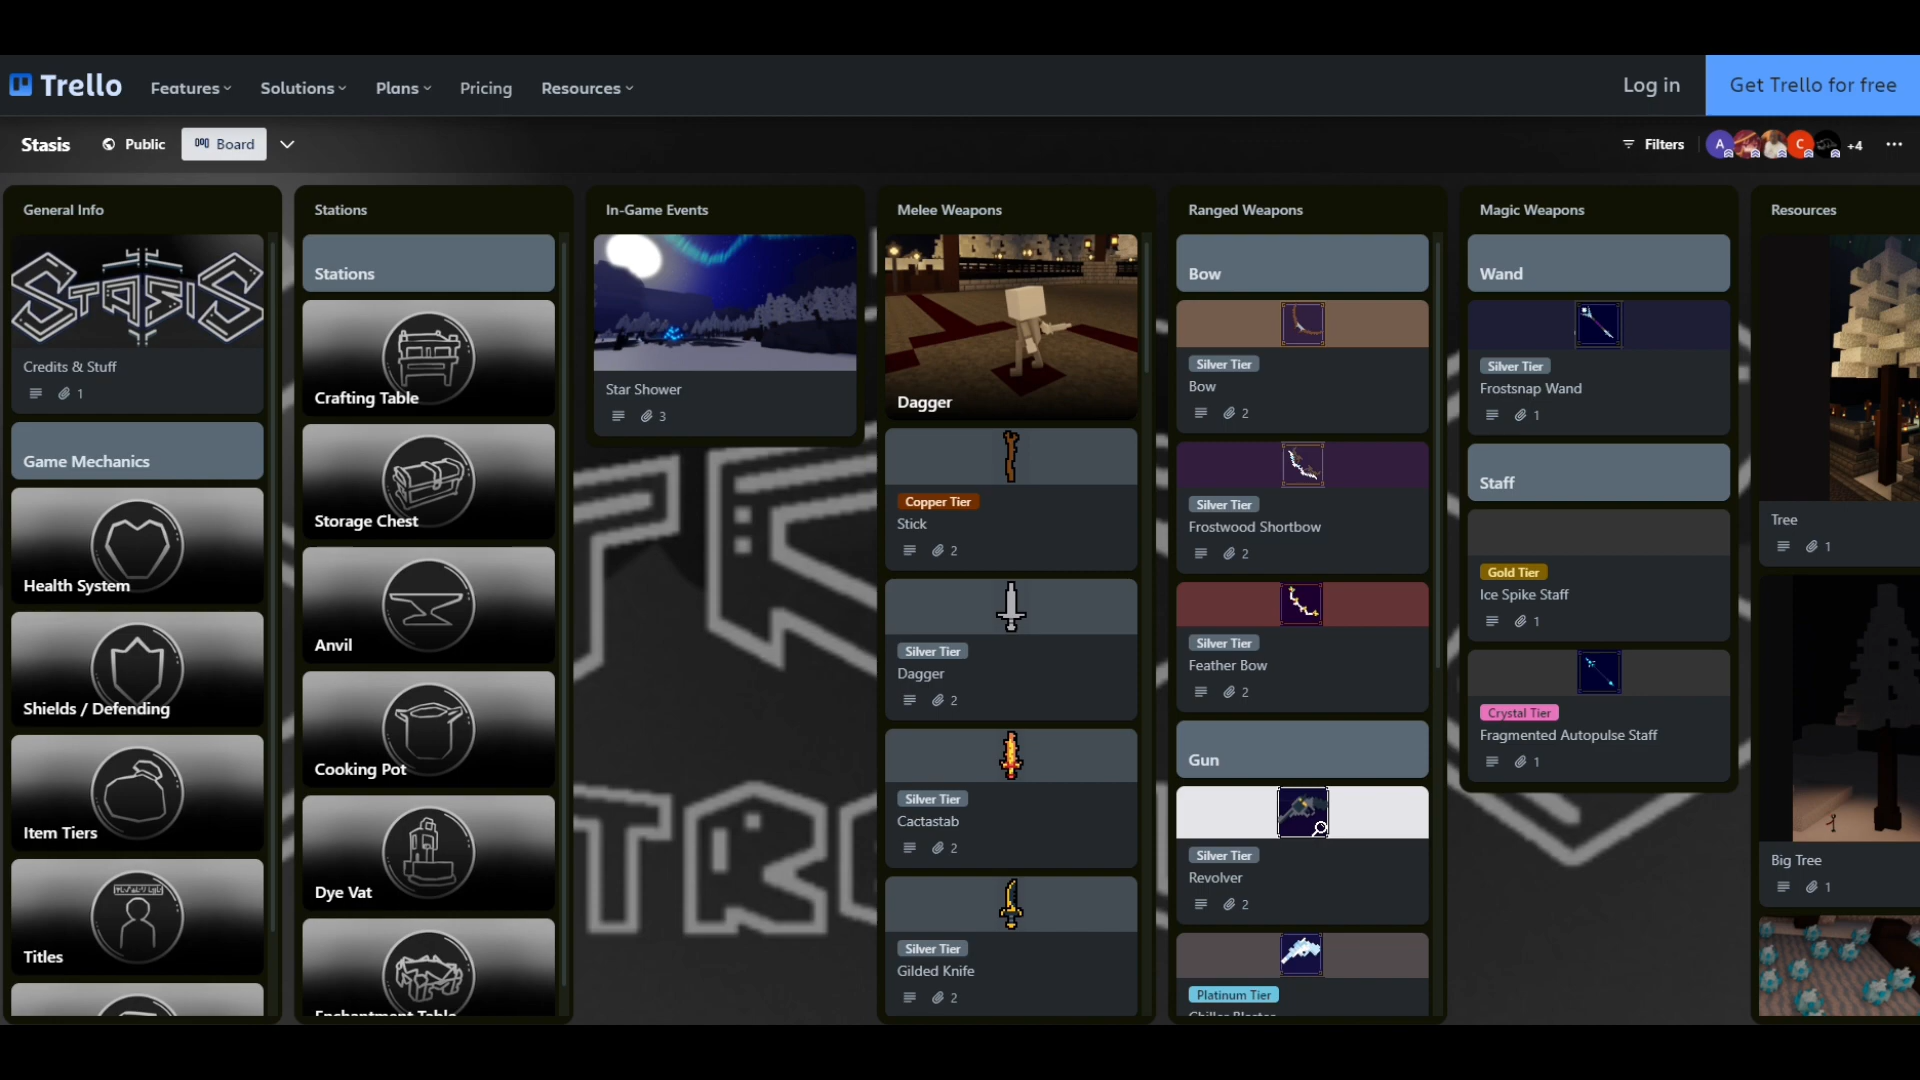 Trello
Features
Solutions
Plans
Pricing
Resources
Log in
Get Trello for free
Stasis
Public
Board
Filters
A
C
+4
General Info
STASIS
Credits & Stuff
1
Game Mechanics
Health System
Shields / Defending
Item Tiers
Titles
Stations
Stations
Crafting Table
Storage Chest
Anvil
Cooking Pot
Dye Vat
Enchantment Table
In-Game Events
Star Shower
3
Melee Weapons
Dagger
Copper Tier
Stick
2
Silver Tier
Dagger
2
Silver Tier
Cactastab
2
Silver Tier
Gilded Knife
2
Ranged Weapons
Bow
Silver Tier
Bow
2
Silver Tier
Frostwood Shortbow
2
Silver Tier
Feather Bow
2
Gun
Silver Tier
Revolver
2
Platinum Tier
Chiller Blaster
Magic Weapons
Wand
Silver Tier
Frostsnap Wand
1
Staff
Gold Tier
Ice Spike Staff
1
Crystal Tier
Fragmented Autopulse Staff
1
Resources
Tree
1
Big Tree
1